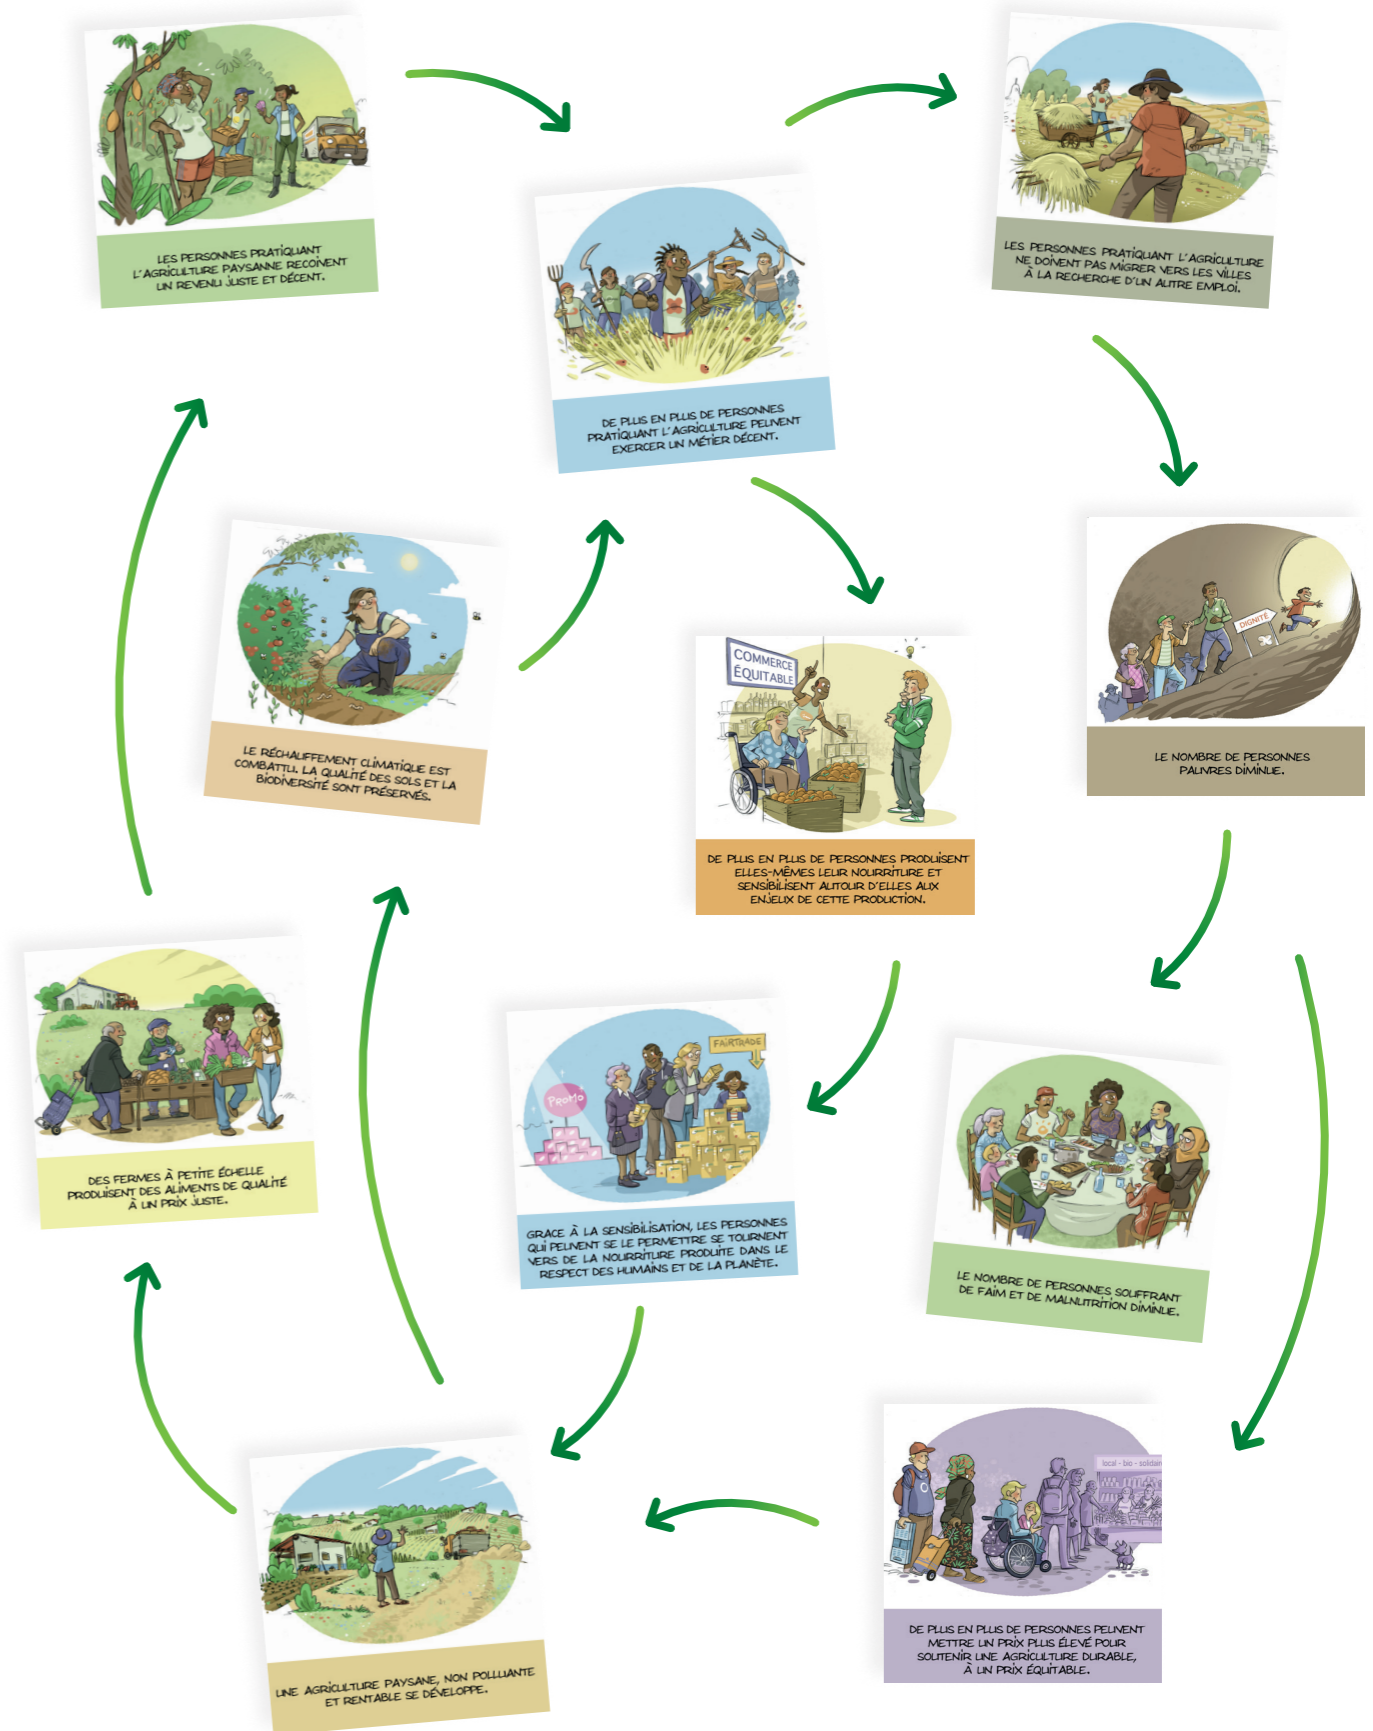 LES PERSONNES PRATIQUANT
L'AGRICULTURE PAYSANNE RECOIVENT
UN REVENU JUSTE ET DÉCENT.
DE PLUS EN PLUS DE PERSONNES
PRATIQUANT L'AGRICULTURE PEUVENT
EXERCER UN MÉTIER DÉCENT.
LES PERSONNES PRATIQUANT L'AGRICULTURE
NE DOIVENT PAS MIGRER VERS LES VILLES
À LA RECHERCHE D'UN AUTRE EMPLOI.
LE RÉCHAUFFEMENT CLIMATIQUE EST
COMBATTU. LA QUALITÉ DES SOLS ET LA
BIODIVERSITÉ SONT PRÉSERVÉS.
COMMERCE
ÉQUITABLE
DE PLUS EN PLUS DE PERSONNES PRODUISENT
ELLES-MÊMES LEUR NOURRITURE ET
SENSIBILISENT AUTOUR D'ELLES AUX
ENJEUX DE CETTE PRODUCTION.
DIGNITÉ
LE NOMBRE DE PERSONNES
PAUVRES DIMINUE.
DES FERMES À PETITE ÉCHELLE
PRODUISENT DES ALIMENTS DE QUALITÉ
À UN PRIX JUSTE.
FAIRTRADE
PROMO
GRACE À LA SENSIBILISATION, LES PERSONNES
QUI PEUVENT SE LE PERMETTRE SE TOURNENT
VERS DE LA NOURRITURE PRODUITE DANS LE
RESPECT DES HUMAINS ET DE LA PLANÈTE.
LE NOMBRE DE PERSONNES SOUFFRANT
DE FAIM ET DE MALNUTRITION DIMINUE.
UNE AGRICULTURE PAYSANE, NON POLLUANTE
ET RENTABLE SE DÉVELOPPE.
local - bio - solidair
DE PLUS EN PLUS DE PERSONNES PEUVENT
METTRE UN PRIX PLUS ÉLEVÉ POUR
SOUTENIR UNE AGRICULTURE DURABLE,
À UN PRIX ÉQUITABLE.